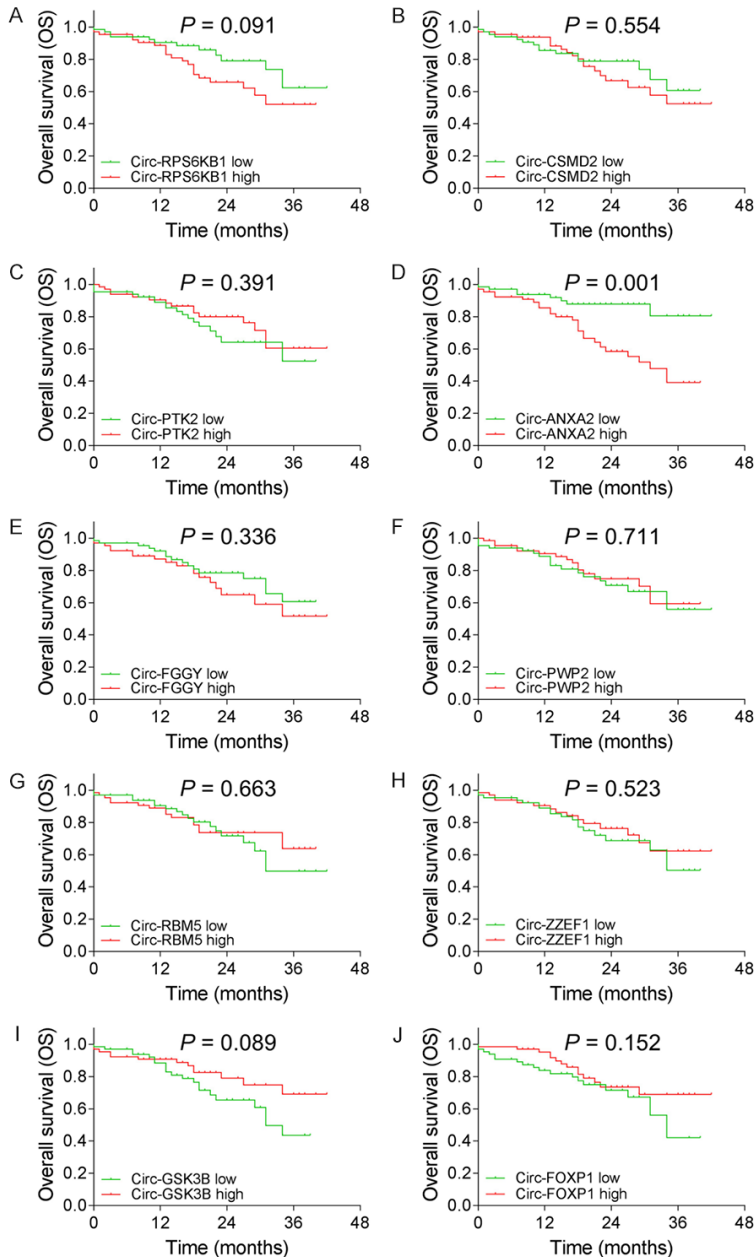 A
P = 0.091
Overall survival (OS)
1.0
0.8
0.6
0.4
0.2
0.0
Circ-RPS6KB1 low
Circ-RPS6KB1 high
0 12 24 36 48
Time (months)
B
P = 0.554
Overall survival (OS)
1.0
0.8
0.6
0.4
0.2
0.0
Circ-CSMD2 low
Circ-CSMD2 high
0 12 24 36 48
Time (months)
C
P = 0.391
Overall survival (OS)
1.0
0.8
0.6
0.4
0.2
0.0
Circ-PTK2 low
Circ-PTK2 high
0 12 24 36 48
Time (months)
D
P = 0.001
Overall survival (OS)
1.0
0.8
0.6
0.4
0.2
0.0
Circ-ANXA2 low
Circ-ANXA2 high
0 12 24 36 48
Time (months)
E
P = 0.336
Overall survival (OS)
1.0
0.8
0.6
0.4
0.2
0.0
Circ-FGGY low
Circ-FGGY high
0 12 24 36 48
Time (months)
F
P = 0.711
Overall survival (OS)
1.0
0.8
0.6
0.4
0.2
0.0
Circ-PWP2 low
Circ-PWP2 high
0 12 24 36 48
Time (months)
G
P = 0.663
Overall survival (OS)
1.0
0.8
0.6
0.4
0.2
0.0
Circ-RBM5 low
Circ-RBM5 high
0 12 24 36 48
Time (months)
H
P = 0.523
Overall survival (OS)
1.0
0.8
0.6
0.4
0.2
0.0
Circ-ZZEF1 low
Circ-ZZEF1 high
0 12 24 36 48
Time (months)
I
P = 0.089
Overall survival (OS)
1.0
0.8
0.6
0.4
0.2
0.0
Circ-GSK3B low
Circ-GSK3B high
0 12 24 36 48
Time (months)
J
P = 0.152
Overall survival (OS)
1.0
0.8
0.6
0.4
0.2
0.0
Circ-FOXP1 low
Circ-FOXP1 high
0 12 24 36 48
Time (months)